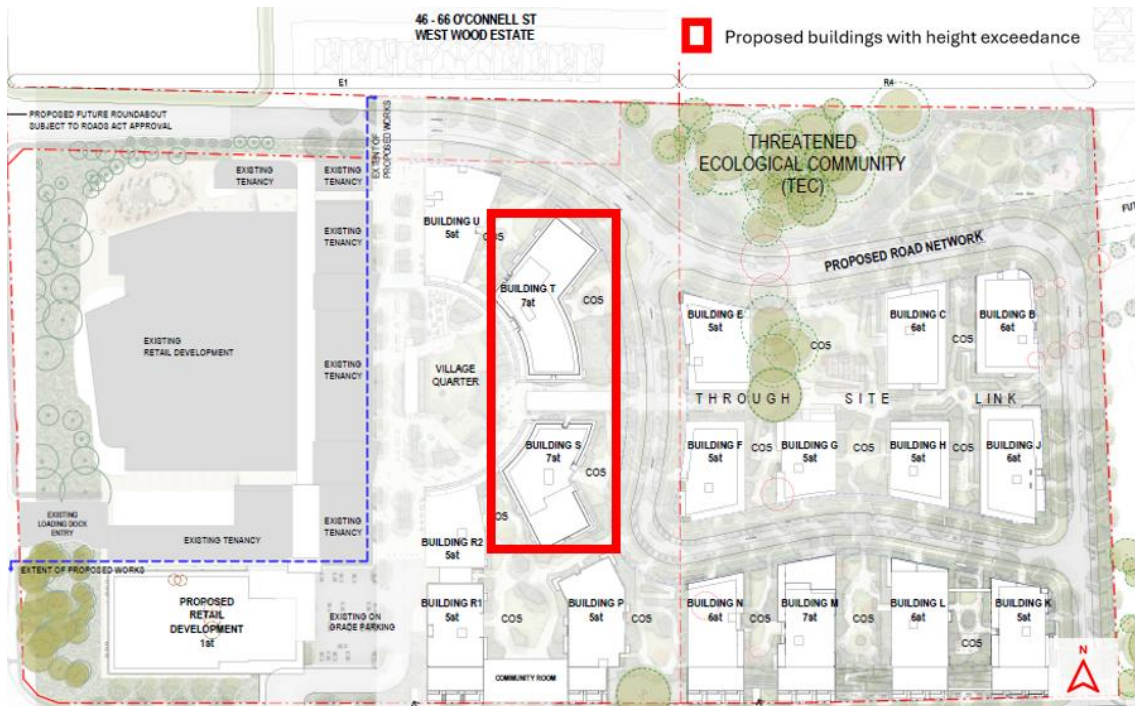 46 - 66 O'CONNELL ST
WEST WOOD ESTATE
Proposed buildings with height exceedance
E1
R4
PROPOSED FUTURE ROUNDABOUT
SUBJECT TO ROADS ACT APPROVAL
EXTENT OF
PROPOSED WORKS
THREATENED
ECOLOGICAL COMMUNITY
(TEC)
EXISTING
TENANCY
EXISTING
TENANCY
EXISTING
TENANCY
BUILDING U
5st
COS
PROPOSED ROAD NETWORK
BUILDING T
7st
COS
BUILDING E
5st
COS
BUILDING C
6st
COS
BUILDING B
6st
EXISTING
RETAIL DEVELOPMENT
EXISTING
TENANCY
VILLAGE
QUARTER
THROUGH SITE LINK
BUILDING S
7st
COS
BUILDING F
5st
COS
BUILDING G
5st
COS
BUILDING H
5st
COS
BUILDING J
6st
EXISTING
LOADING DOCK
ENTRY
EXISTING TENANCY
EXISTING
TENANCY
COS
BUILDING R2
5st
EXTENT OF PROPOSED WORKS
PROPOSED
RETAIL
DEVELOPMENT
1st
EXISTING ON
GRADE PARKING
BUILDING R1
5st
COS
BUILDING P
5st
COS
BUILDING N
6st
COS
BUILDING M
7st
COS
BUILDING L
6st
COS
BUILDING K
5st
COMMUNITY ROOM
N